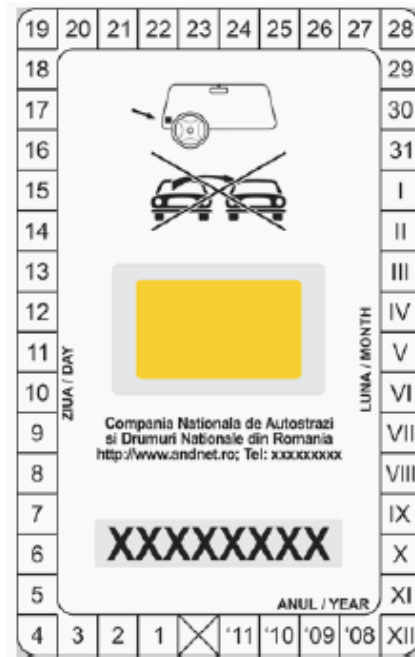 19 20 21 22 23 24 25 26 27 28
18 29
17 30
16 31
15 I
14 II
13 III
12 IV
11 V
10 VI
9 VII
8 VIII
7 IX
6 X
5 XI
4 3 2 1 '11 '10 '09 '08 XII
ZIUA / DAY
LUNA / MONTH
Compania Nationala de Autostrazi
si Drumuri Nationale din Romania
http://www.andnet.ro; Tel: xxxxxxxxx
XXXXXXXX
ANUL / YEAR